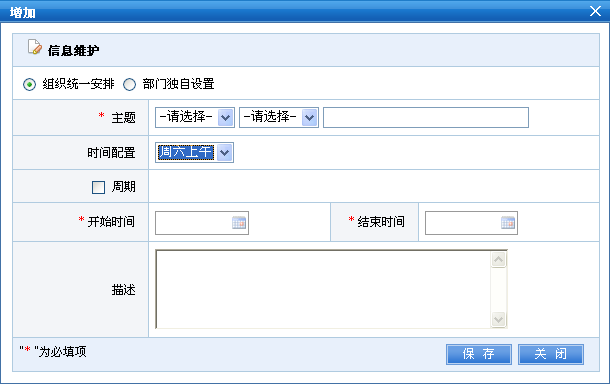 增加
信息维护
组织统一安排 部门独自设置
* 主题 -请选择- -请选择-
时间配置 周六上午
周期
*开始时间 *结束时间
描述
"* "为必填项 保 存 关 闭